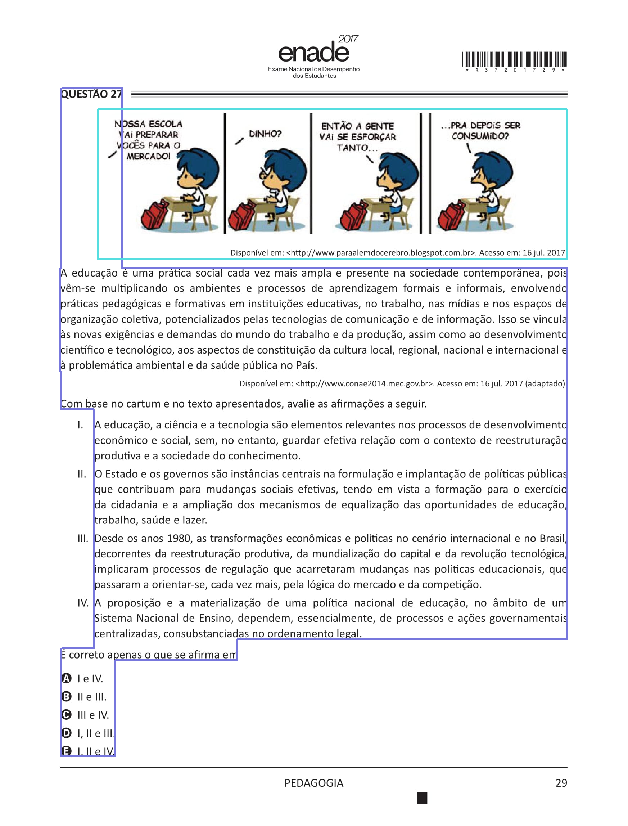 enade 2017
Exame Nacional de Desempenho
dos Estudantes
*R3720172 9*
QUESTÃO 27
NOSSA ESCOLA
VAI PREPARAR
VOCÊS PARA O
MERCADO!
DINHO?
ENTÃO A GENTE
VAI SE ESFORÇAR
TANTO...
...PRA DEPOIS SER
CONSUMIDO?
Disponível em: <http://www.paraalemdocerebro.blogspot.com.br>. Acesso em: 16 jul. 2017
A educação é uma prática social cada vez mais ampla e presente na sociedade contemporânea, pois
vêm-se multiplicando os ambientes e processos de aprendizagem formais e informais, envolvendo
práticas pedagógicas e formativas em instituições educativas, no trabalho, nas mídias e nos espaços de
organização coletiva, potencializados pelas tecnologias de comunicação e de informação. Isso se vincula
às novas exigências e demandas do mundo do trabalho e da produção, assim como ao desenvolvimento
científico e tecnológico, aos aspectos de constituição da cultura local, regional, nacional e internacional e
à problemática ambiental e da saúde pública no País.
Disponível em: <http://www.conae2014.mec.gov.br>. Acesso em: 16 jul. 2017 (adaptado).
Com base no cartum e no texto apresentados, avalie as afirmações a seguir.
I. A educação, a ciência e a tecnologia são elementos relevantes nos processos de desenvolvimento
econômico e social, sem, no entanto, guardar efetiva relação com o contexto de reestruturação
produtiva e a sociedade do conhecimento.
II. O Estado e os governos são instâncias centrais na formulação e implantação de políticas públicas
que contribuam para mudanças sociais efetivas, tendo em vista a formação para o exercício
da cidadania e a ampliação dos mecanismos de equalização das oportunidades de educação,
trabalho, saúde e lazer.
III. Desde os anos 1980, as transformações econômicas e políticas no cenário internacional e no Brasil,
decorrentes da reestruturação produtiva, da mundialização do capital e da revolução tecnológica,
implicaram processos de regulação que acarretaram mudanças nas políticas educacionais, que
passaram a orientar-se, cada vez mais, pela lógica do mercado e da competição.
IV. A proposição e a materialização de uma política nacional de educação, no âmbito de um
Sistema Nacional de Ensino, dependem, essencialmente, de processos e ações governamentais
centralizadas, consubstanciadas no ordenamento legal.
É correto apenas o que se afirma em
A I e IV.
B II e III.
C III e IV.
D I, II e III.
E I, II e IV.
PEDAGOGIA
29